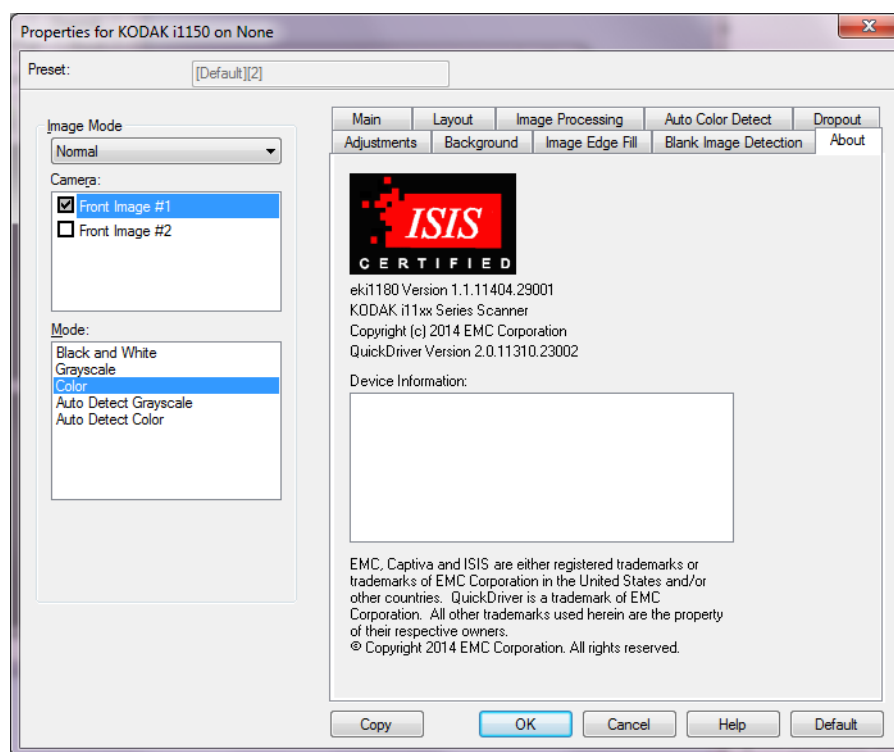 Properties for KODAK i1150 on None
Preset:
[Default][2]
Image Mode
Normal
Camera:
Front Image #1
Front Image #2
Mode:
Black and White
Grayscale
Color
Auto Detect Grayscale
Auto Detect Color
Main
Layout
Image Processing
Auto Color Detect
Dropout
Adjustments
Background
Image Edge Fill
Blank Image Detection
About
ISIS
CERTIFIED
eki1180 Version 1.1.11404.29001
KODAK i11xx Series Scanner
Copyright (c) 2014 EMC Corporation
QuickDriver Version 2.0.11310.23002
Device Information:
EMC, Captiva and ISIS are either registered trademarks or
trademarks of EMC Corporation in the United States and/or
other countries.  QuickDriver is a trademark of EMC
Corporation.  All other trademarks used herein are the property
of their respective owners.
© Copyright 2014 EMC Corporation. All rights reserved.
Copy
OK
Cancel
Help
Default